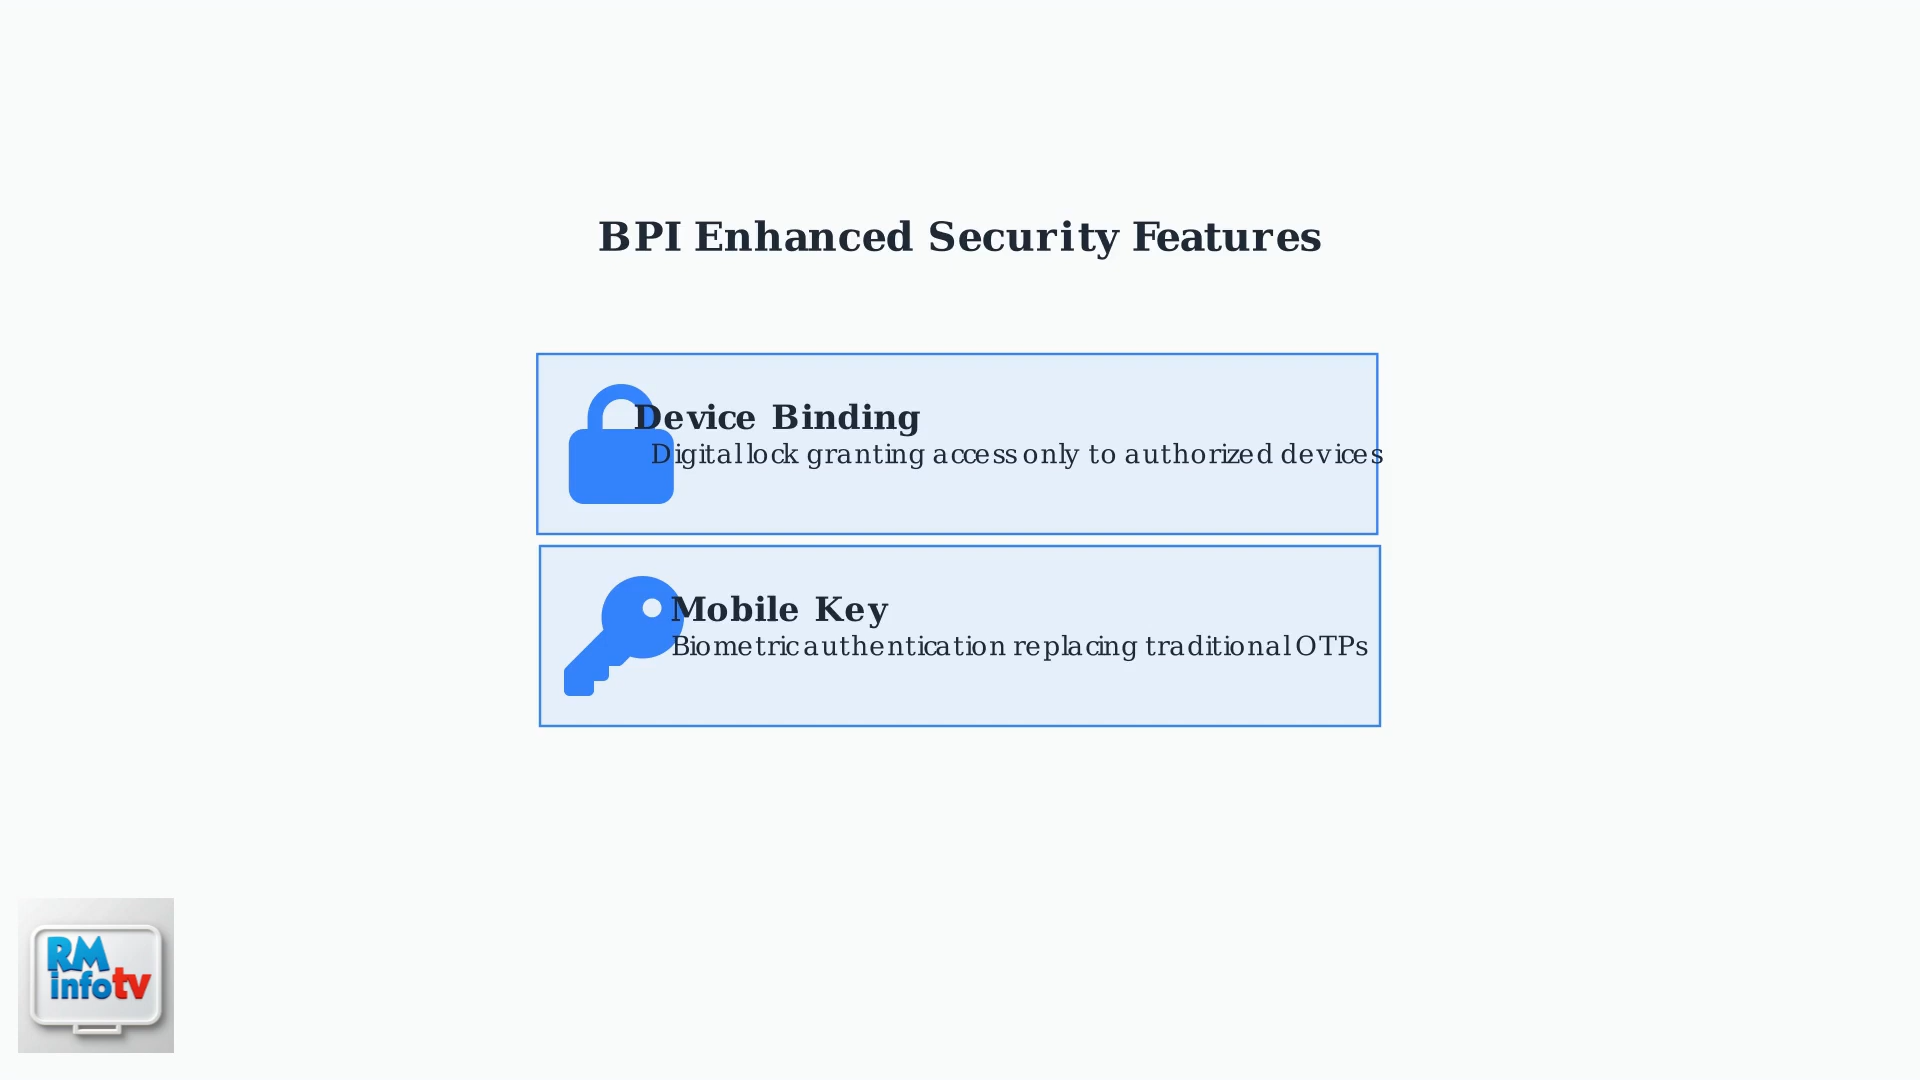 BPI Enhanced Security Features
Device Binding
Digital lock granting access only to authorized devices
Mobile Key
Biometric authentication replacing traditional OTPs
RM
infotv